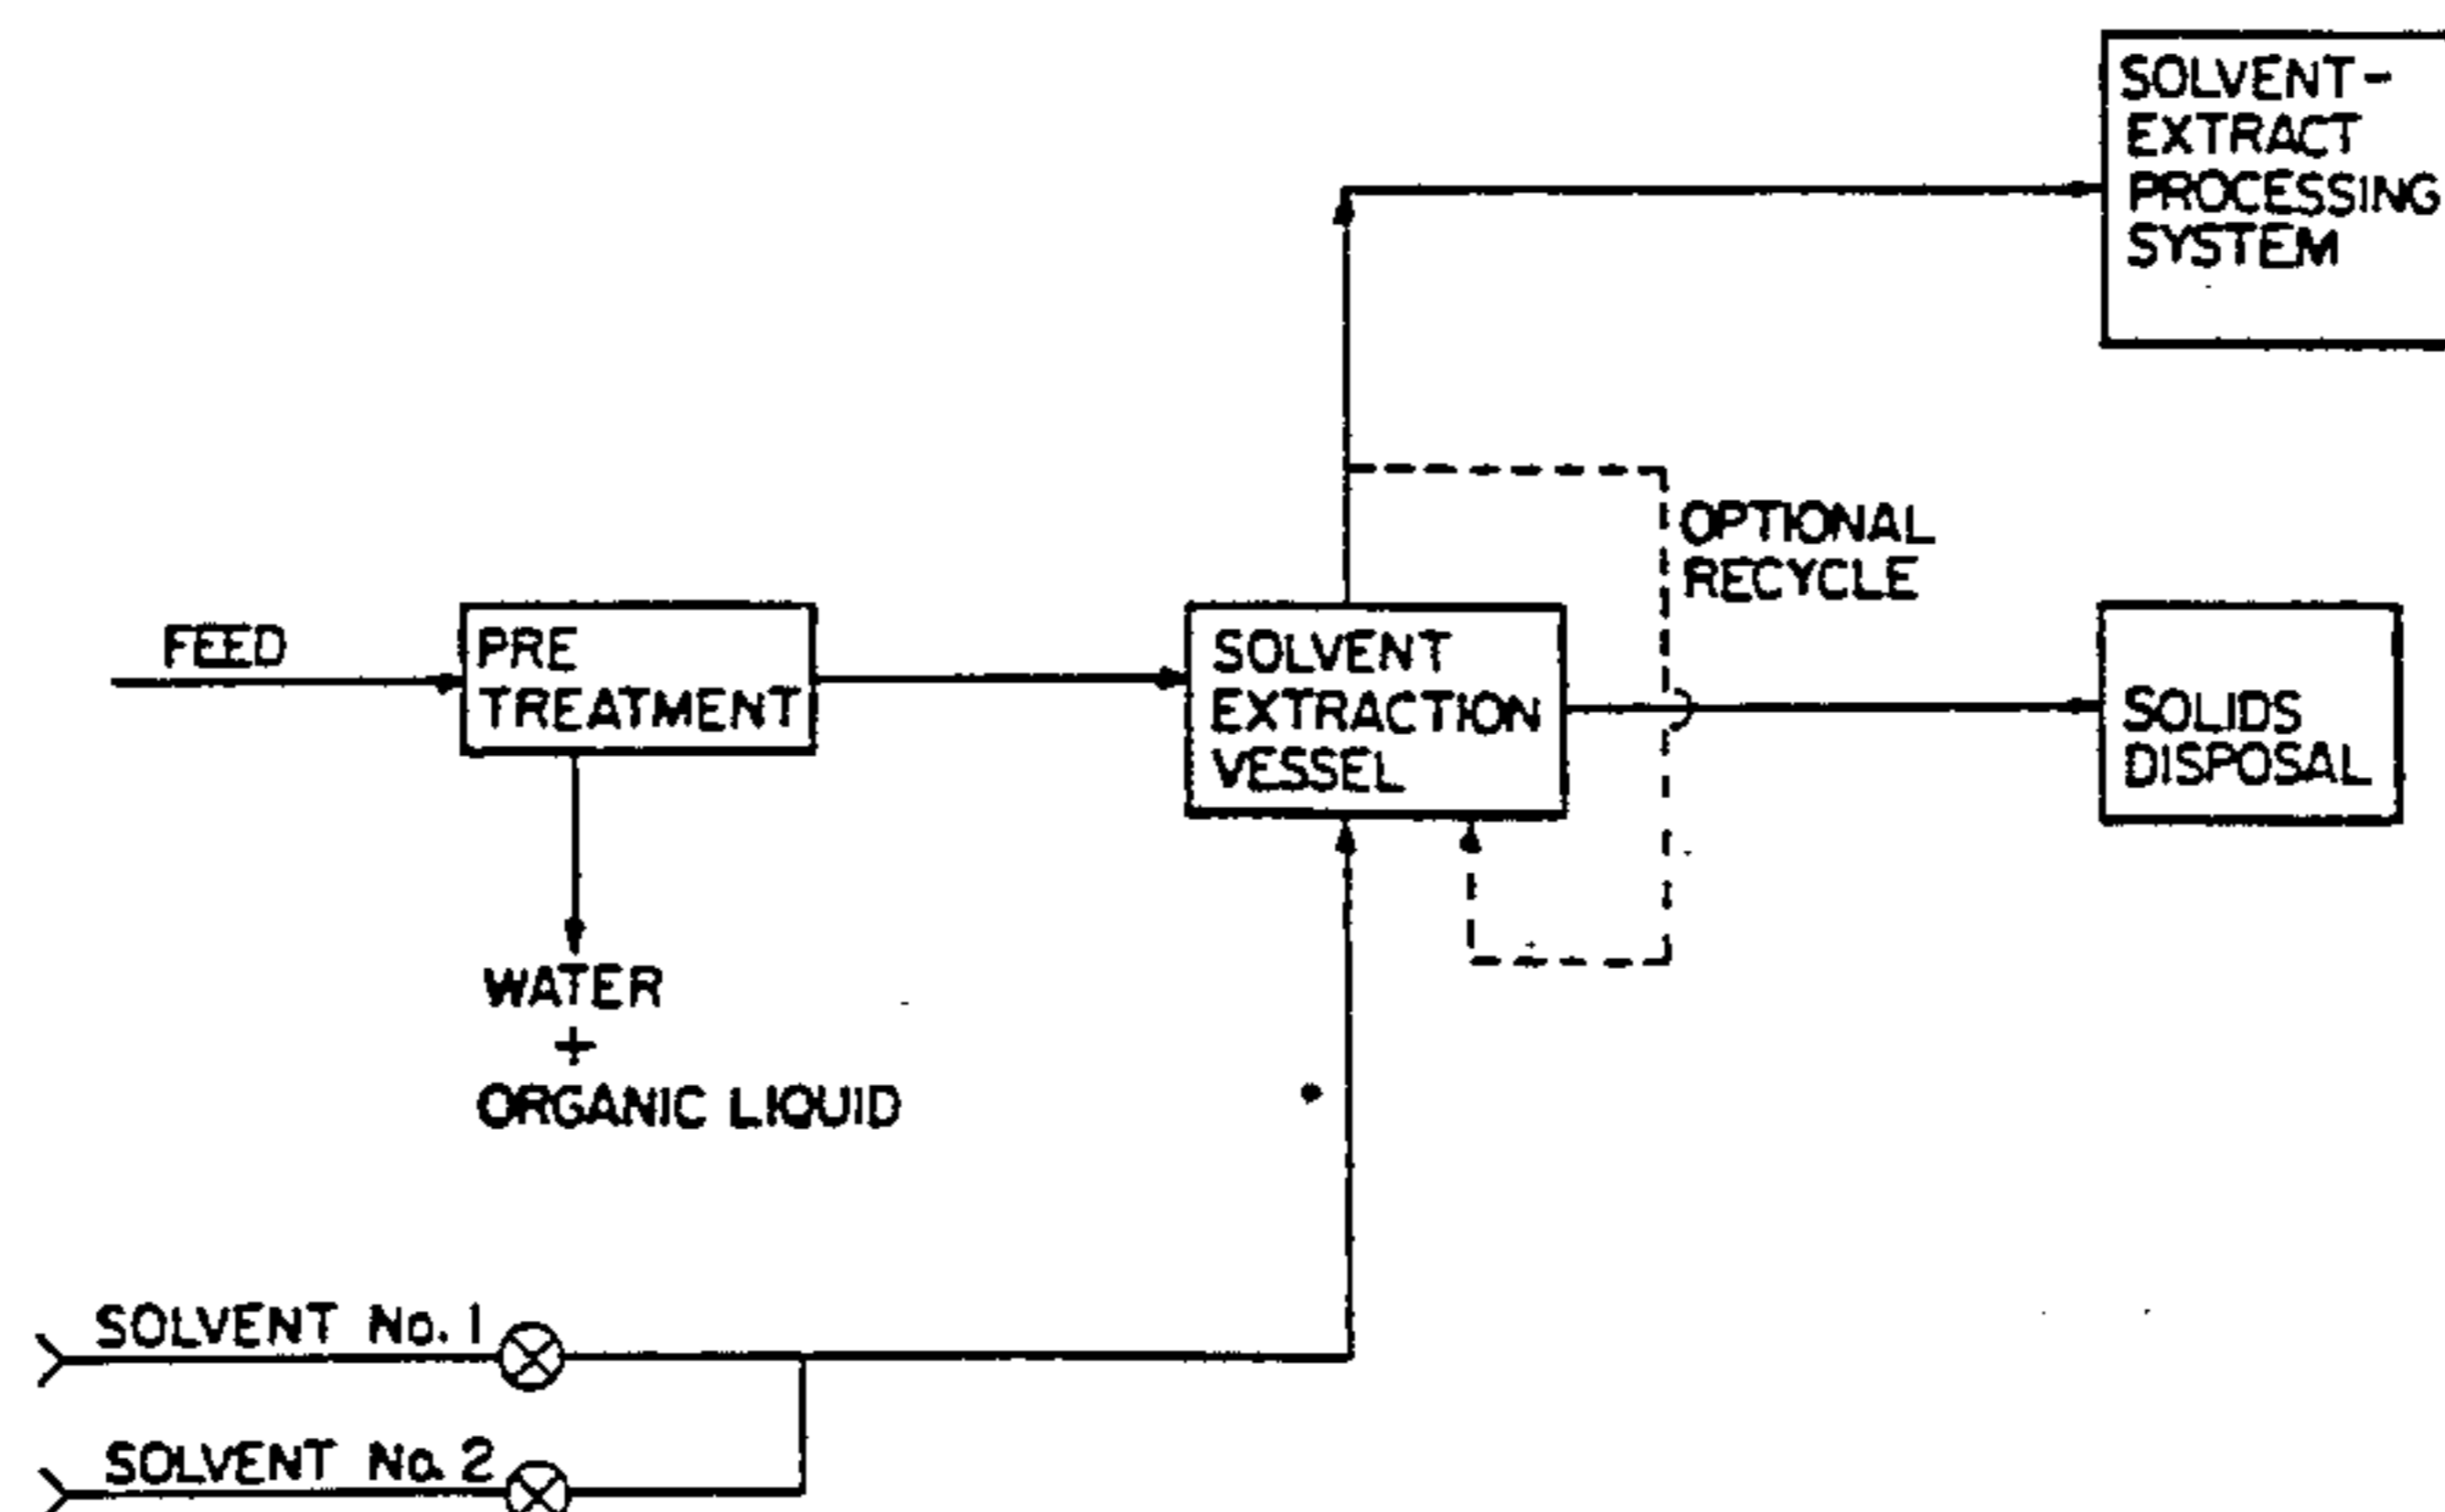 SOLVENT-
EXTRACT
PROCESSING
SYSTEM
OPTIONAL
RECYCLE
FEED
PRE
TREATMENT
SOLVENT
EXTRACTION
VESSEL
SOLIDS
DISPOSAL
WATER
+
ORGANIC LIQUID
SOLVENT No. 1
SOLVENT No. 2